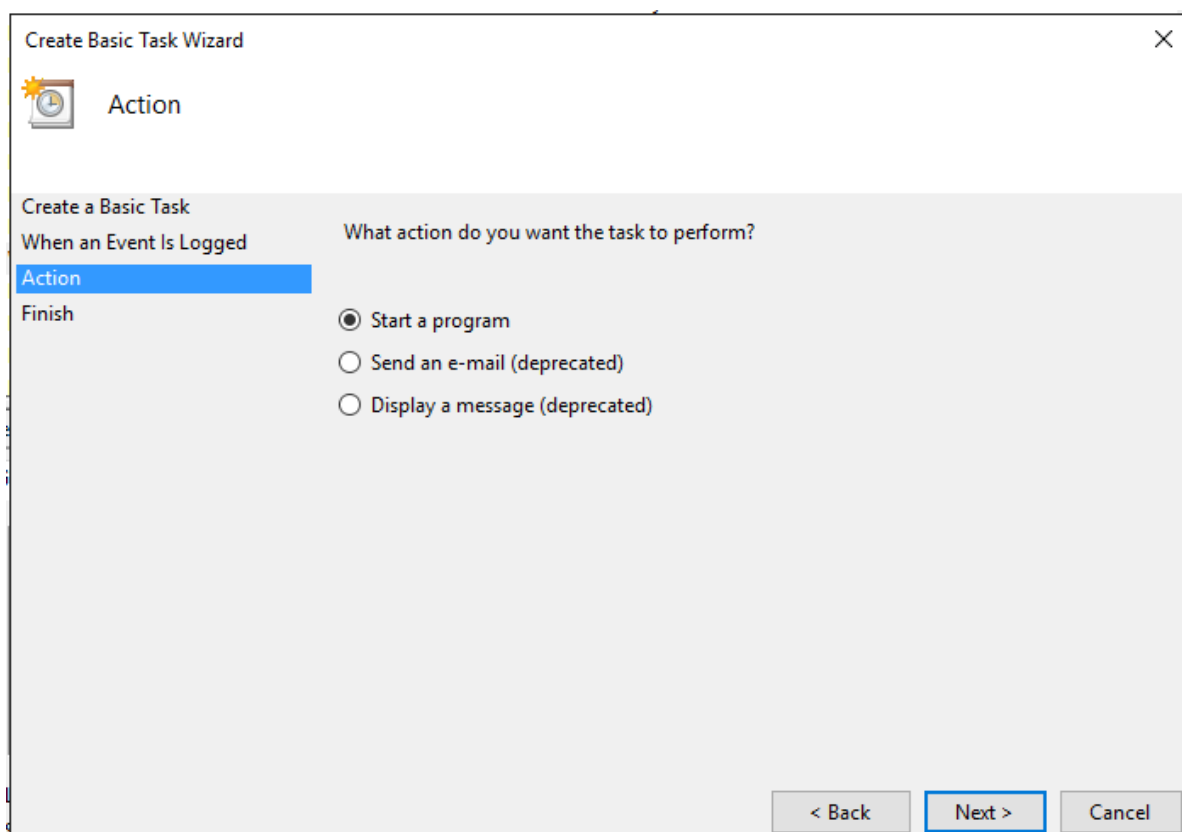 Create Basic Task Wizard
Action
Create a Basic Task
When an Event Is Logged
Action
Finish
What action do you want the task to perform?
Start a program
Send an e-mail (deprecated)
Display a message (deprecated)
< Back
Next >
Cancel